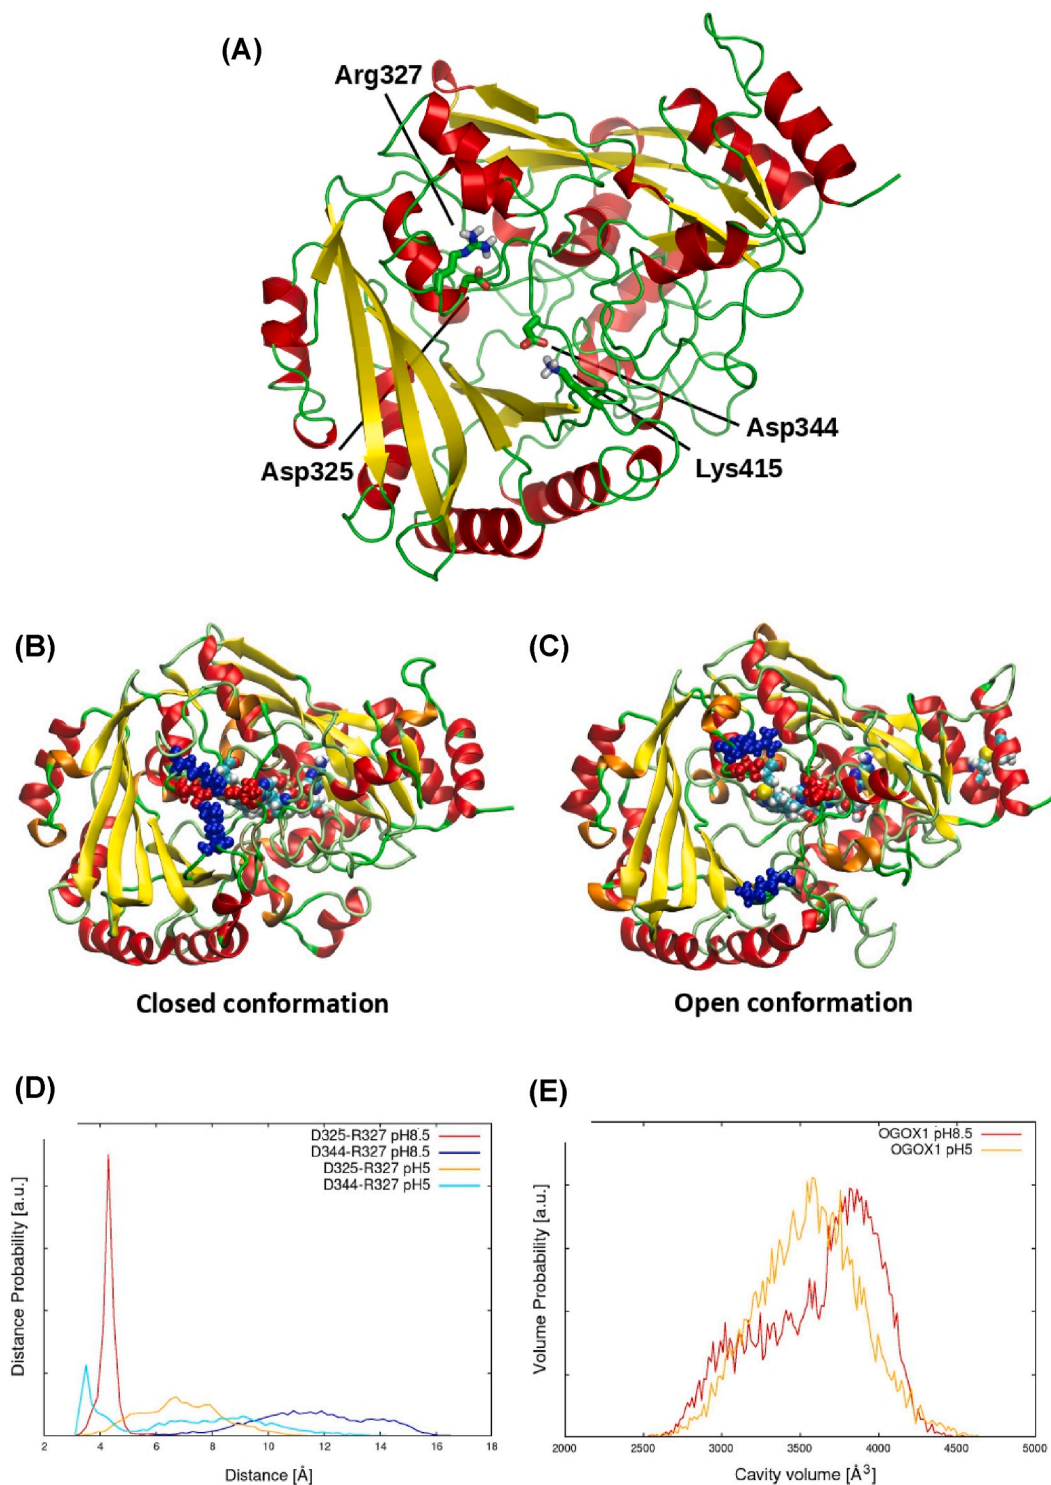 (A)
Arg327
Asp344
Asp325
Lys415
(B)
(C)
Closed conformation
Open conformation
(D)
(E)
D325-R327 pH8.5
D344-R327 pH8.5
D325-R327 pH5
D344-R327 pH5
Distance Probability [a.u.]
2 4 6 8 10 12 14 16 18
Distance [Å]
OGOX1 pH8.5
OGOX1 pH5
Volume Probability [a.u.]
2000 2500 3000 3500 4000 4500 5000
Cavity volume [Å³]